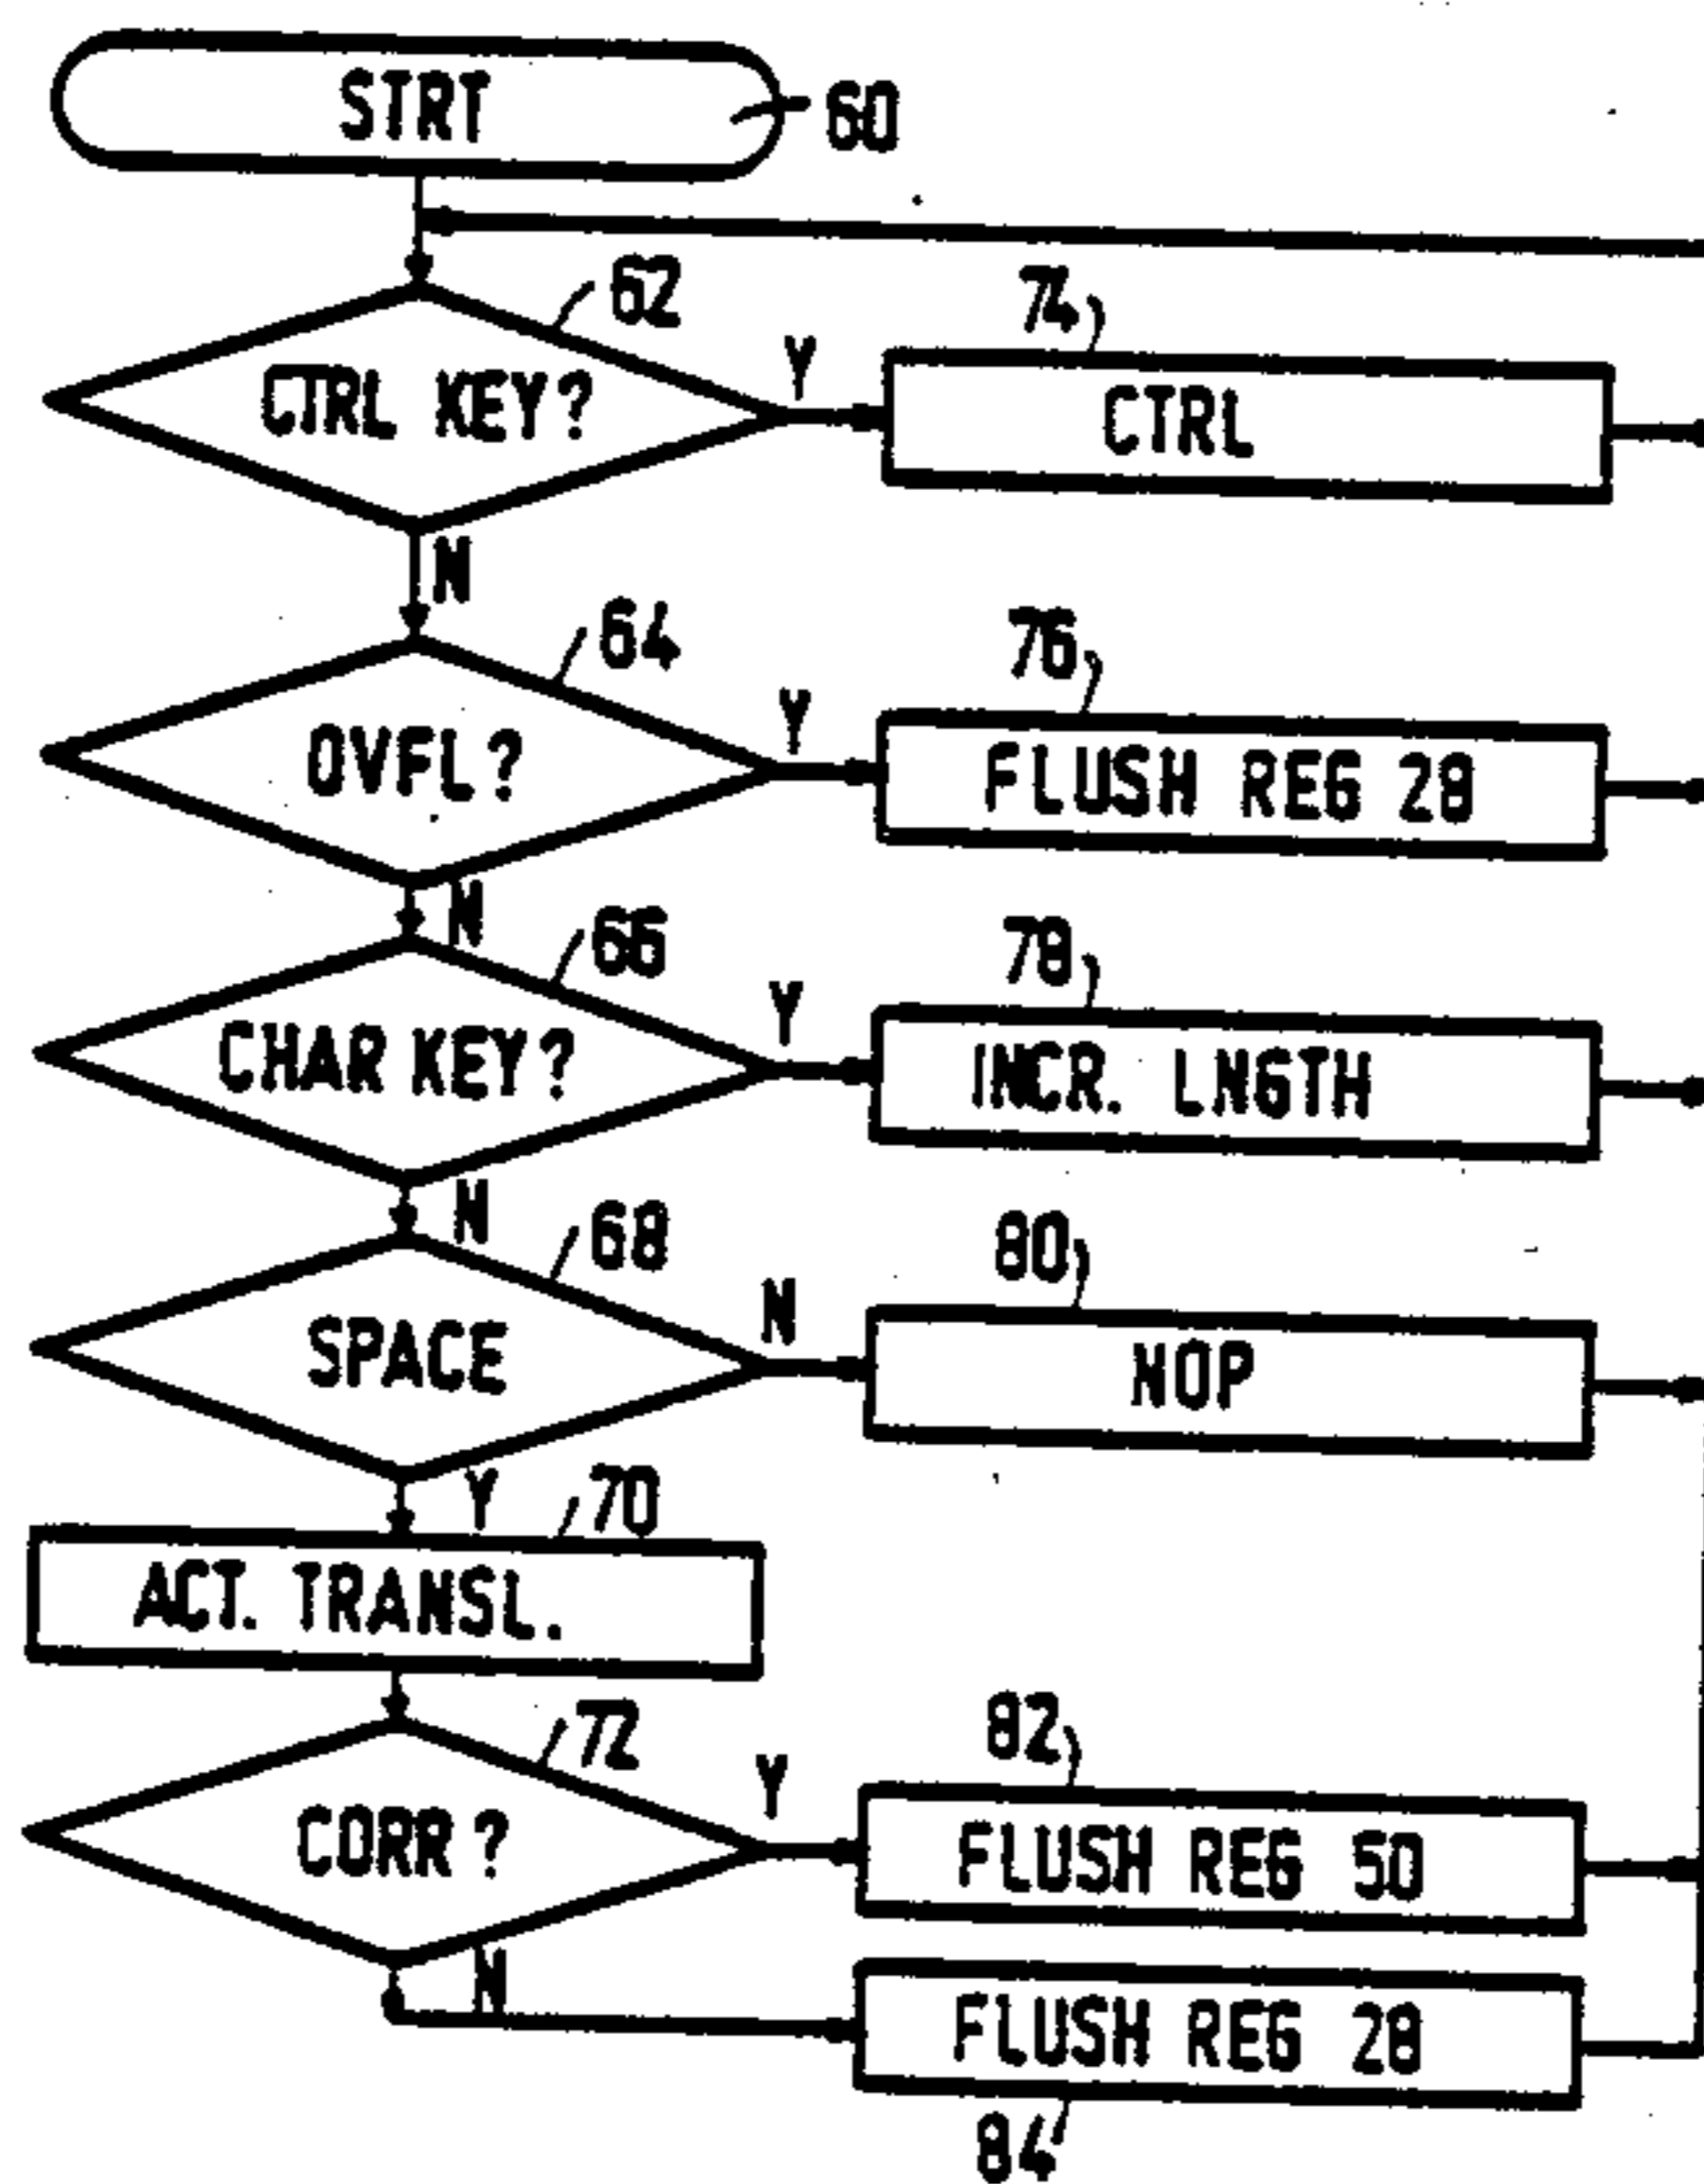 STRT
60
62
74
CTRL KEY?
Y
CTRL
N
64
76
OVFL?
Y
FLUSH REG 28
N
66
78
CHAR KEY?
Y
INCR. LNGTH
N
68
80
SPACE
N
NOP
Y
70
ACT. TRANSL.
72
82
CORR?
Y
FLUSH REG 50
N
FLUSH REG 28
84